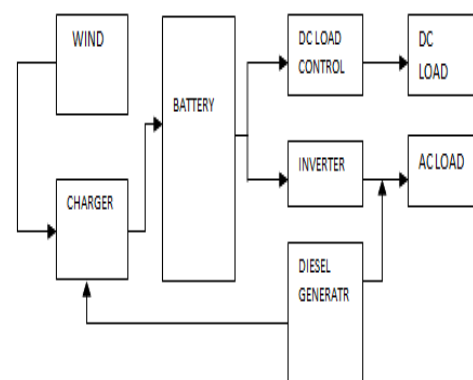 WIND
DC LOAD
CONTROL
DC
LOAD
BATTERY
INVERTER
AC LOAD
CHARGER
DIESEL
GENERATR